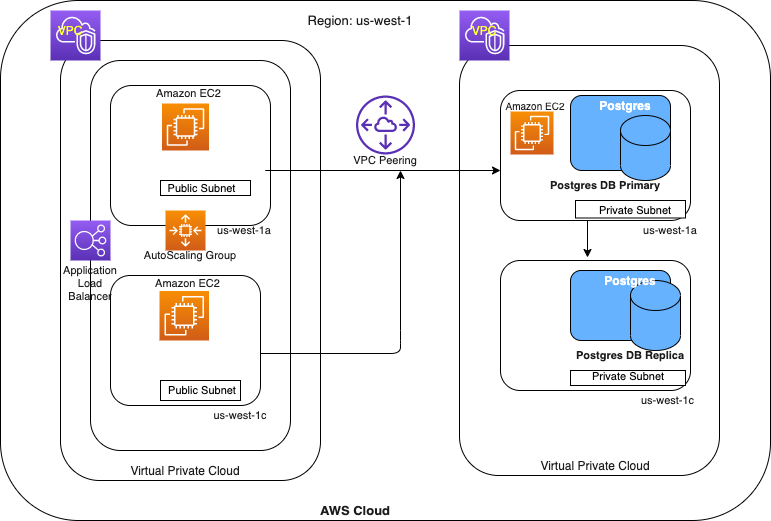 Region: us-west-1
VPC
VPC
Amazon EC2
Public Subnet
us-west-1a
AutoScaling Group
Application
Load
Balancer
Amazon EC2
Public Subnet
us-west-1c
Virtual Private Cloud
VPC Peering
Amazon EC2
Postgres
Postgres DB Primary
Private Subnet
us-west-1a
Postgres
Postgres DB Replica
Private Subnet
us-west-1c
Virtual Private Cloud
AWS Cloud